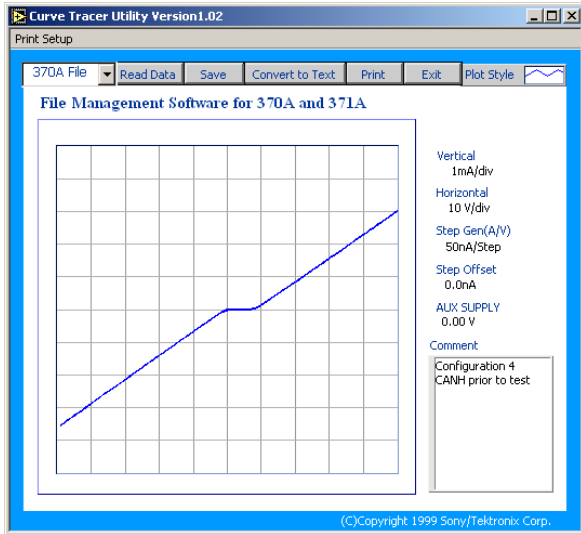 Curve Tracer Utility Version1.02
Print Setup
370A File Read Data Save Convert to Text Print Exit Plot Style
File Management Software for 370A and 371A
Vertical
1mA/div
Horizontal
10 V/div
Step Gen(A/V)
50nA/Step
Step Offset
0.0nA
AUX SUPPLY
0.00 V
Comment
Configuration 4
CANH prior to test
(C)Copyright 1999 Sony/Tektronix Corp.